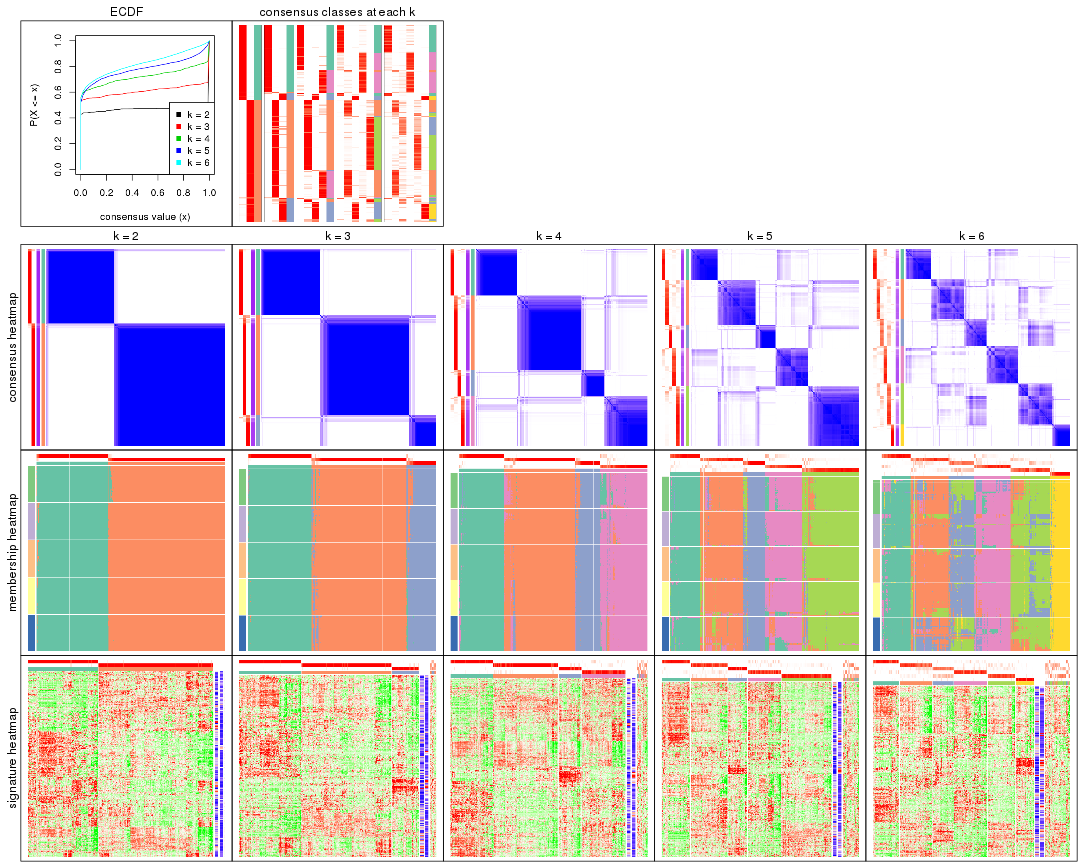 ECDF
consensus classes at each k
P(X <= x)
0.0
0.2
0.4
0.6
0.8
1.0
k = 2
k = 3
k = 4
k = 5
k = 6
0.0 0.2 0.4 0.6 0.8 1.0
consensus value (x)
k = 2
k = 3
k = 4
k = 5
k = 6
consensus heatmap
membership heatmap
signature heatmap